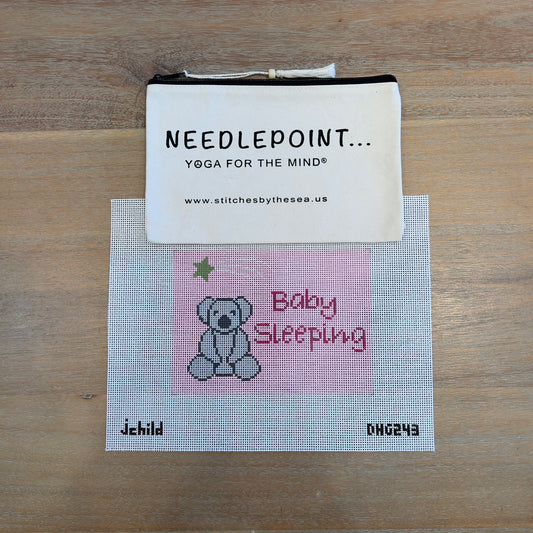 NEEDLEPOINT...
YOGA FOR THE MIND®
www.stitchesbythesea.us
Baby
Sleeping
jchild
DHG243